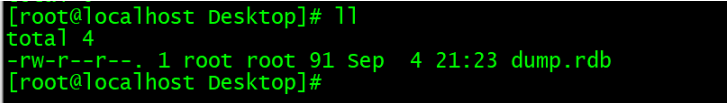 [root@localhost Desktop]# ll
total 4
-rw-r--r--. 1 root root 91 Sep  4 21:23 dump.rdb
[root@localhost Desktop]#